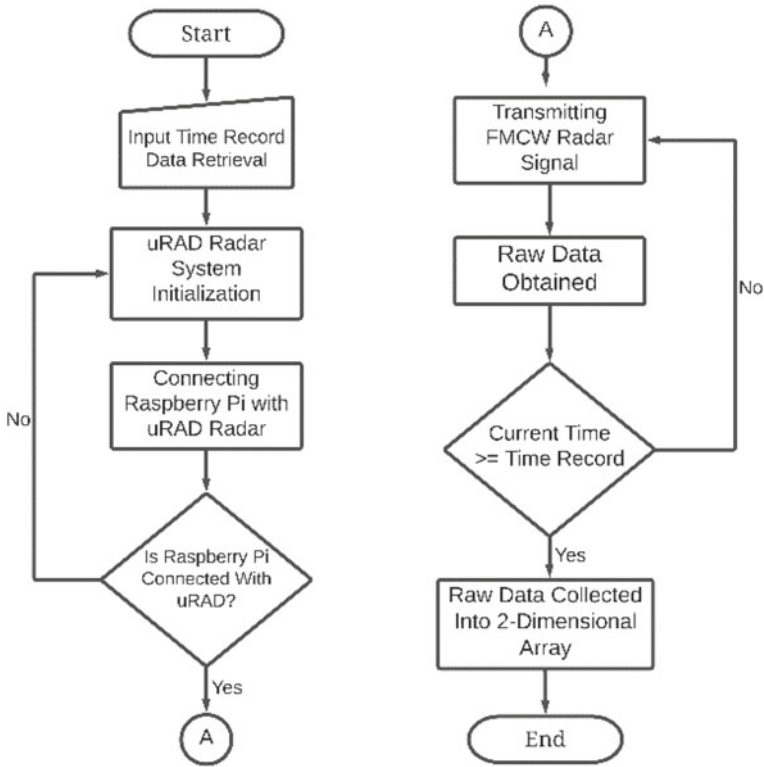 Start
Input Time Record
Data Retrieval
uRAD Radar
System
Initialization
Connecting
Raspberry Pi with
uRAD Radar
No
Is Raspberry Pi
Connected With
uRAD?
Yes
A
A
Transmitting
FMCW Radar
Signal
Raw Data
Obtained
No
Current Time
>= Time Record
Yes
Raw Data Collected
Into 2-Dimensional
Array
End